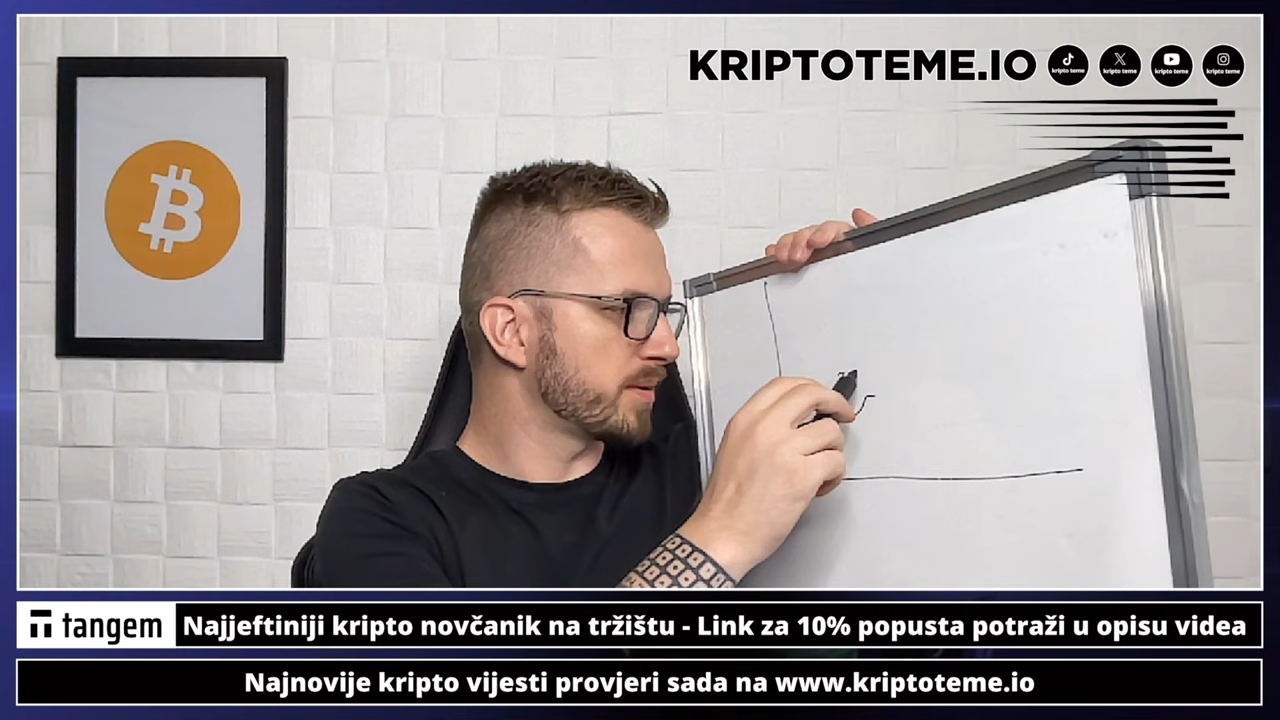 KRIPTOTEME.IO
kripto teme
kripto teme
kripto teme
kripto teme
tangem
Najjeftiniji kripto novčanik na tržištu - Link za 10% popusta potraži u opisu videa
Najnovije kripto vijesti provjeri sada na www.kriptoteme.io